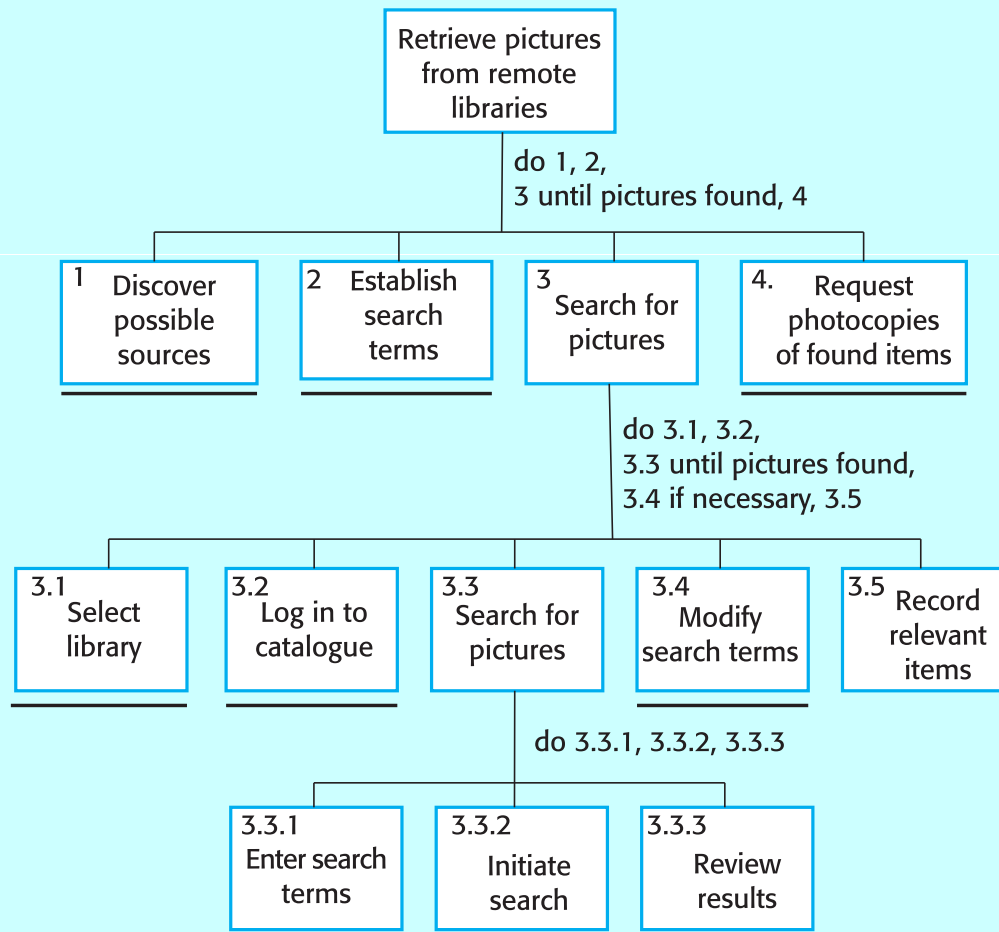 Retrieve pictures
from remote
libraries
do 1, 2,
3 until pictures found, 4
1 Discover
possible
sources
2 Establish
search
terms
3
Search for
pictures
4. Request
photocopies
of found items
do 3.1, 3.2,
3.3 until pictures found,
3.4 if necessary, 3.5
3.1
Select
library
3.2
Log in to
catalogue
3.3
Search for
pictures
3.4
Modify
search terms
3.5 Record
relevant
items
do 3.3.1, 3.3.2, 3.3.3
3.3.1
Enter search
terms
3.3.2
Initiate
search
3.3.3
Review
results